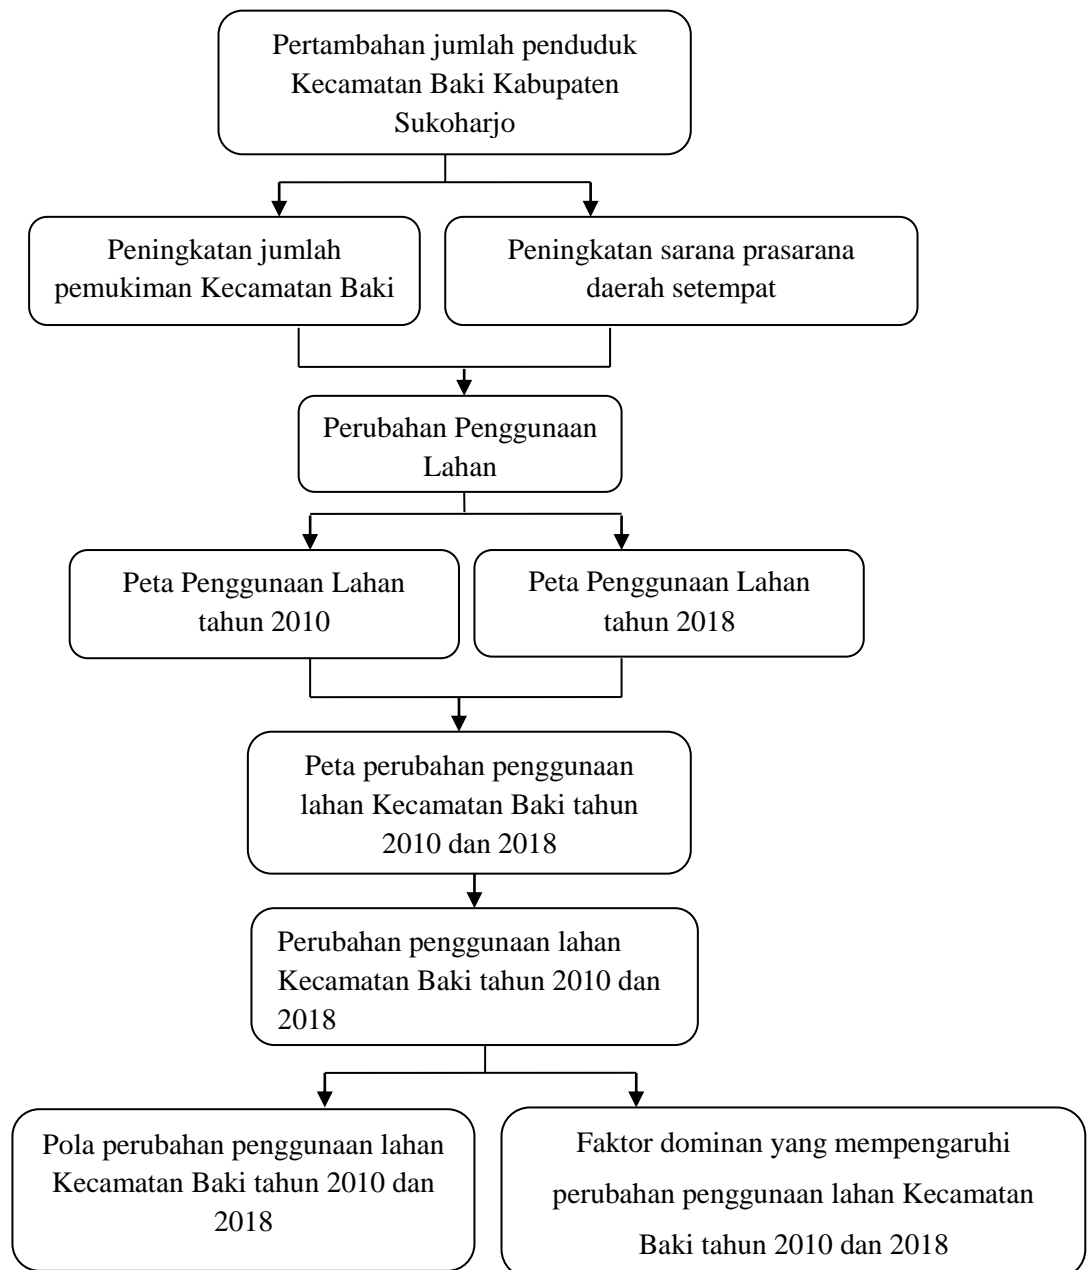 Pertambahan jumlah penduduk
Kecamatan Baki Kabupaten
Sukoharjo
Peningkatan jumlah
pemukiman Kecamatan Baki
Peningkatan sarana prasarana
daerah setempat
Perubahan Penggunaan
Lahan
Peta Penggunaan Lahan
tahun 2010
Peta Penggunaan Lahan
tahun 2018
Peta perubahan penggunaan
lahan Kecamatan Baki tahun
2010 dan 2018
Perubahan penggunaan lahan
Kecamatan Baki tahun 2010 dan
2018
Pola perubahan penggunaan lahan
Kecamatan Baki tahun 2010 dan
2018
Faktor dominan yang mempengaruhi
perubahan penggunaan lahan Kecamatan
Baki tahun 2010 dan 2018